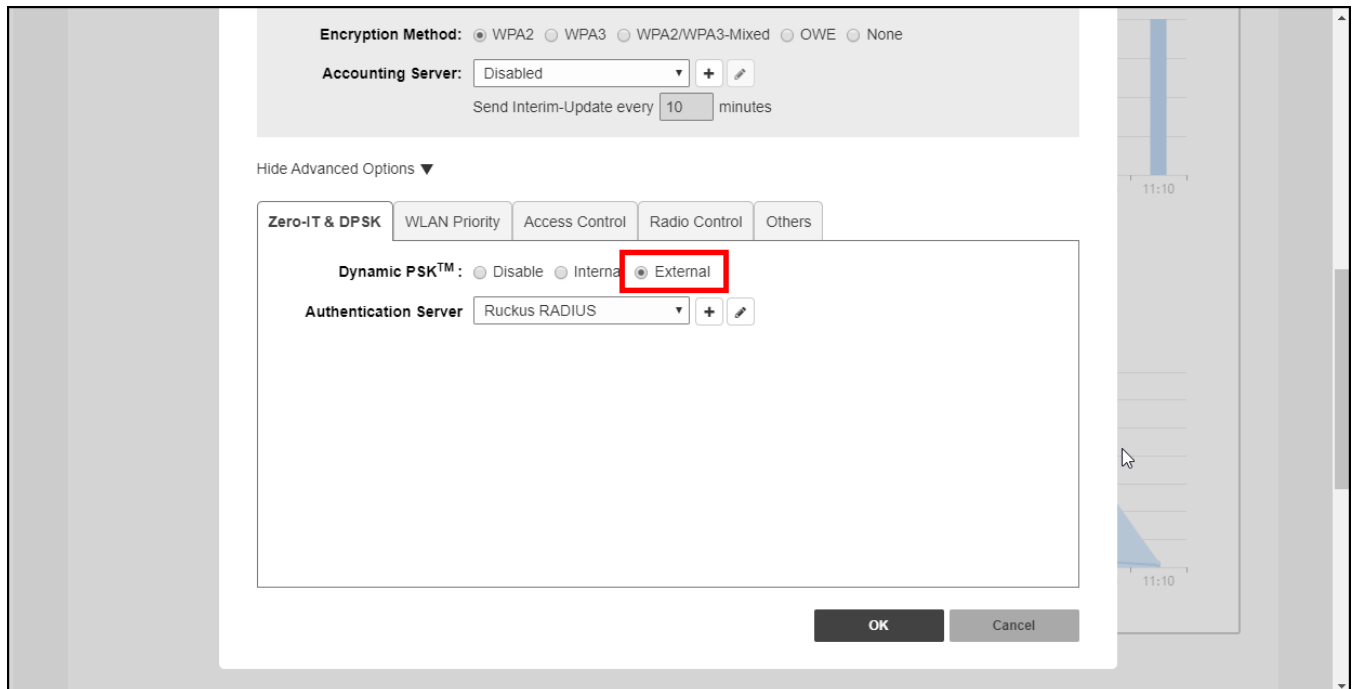 Encryption Method: WPA2 WPA3 WPA2/WPA3-Mixed OWE None
Accounting Server: Disabled
Send Interim-Update every 10 minutes
Hide Advanced Options
11:10
Zero-IT & DPSK WLAN Priority Access Control Radio Control Others
Dynamic PSK™ : Disable Interna External
Authentication Server Ruckus RADIUS
11:10
OK Cancel